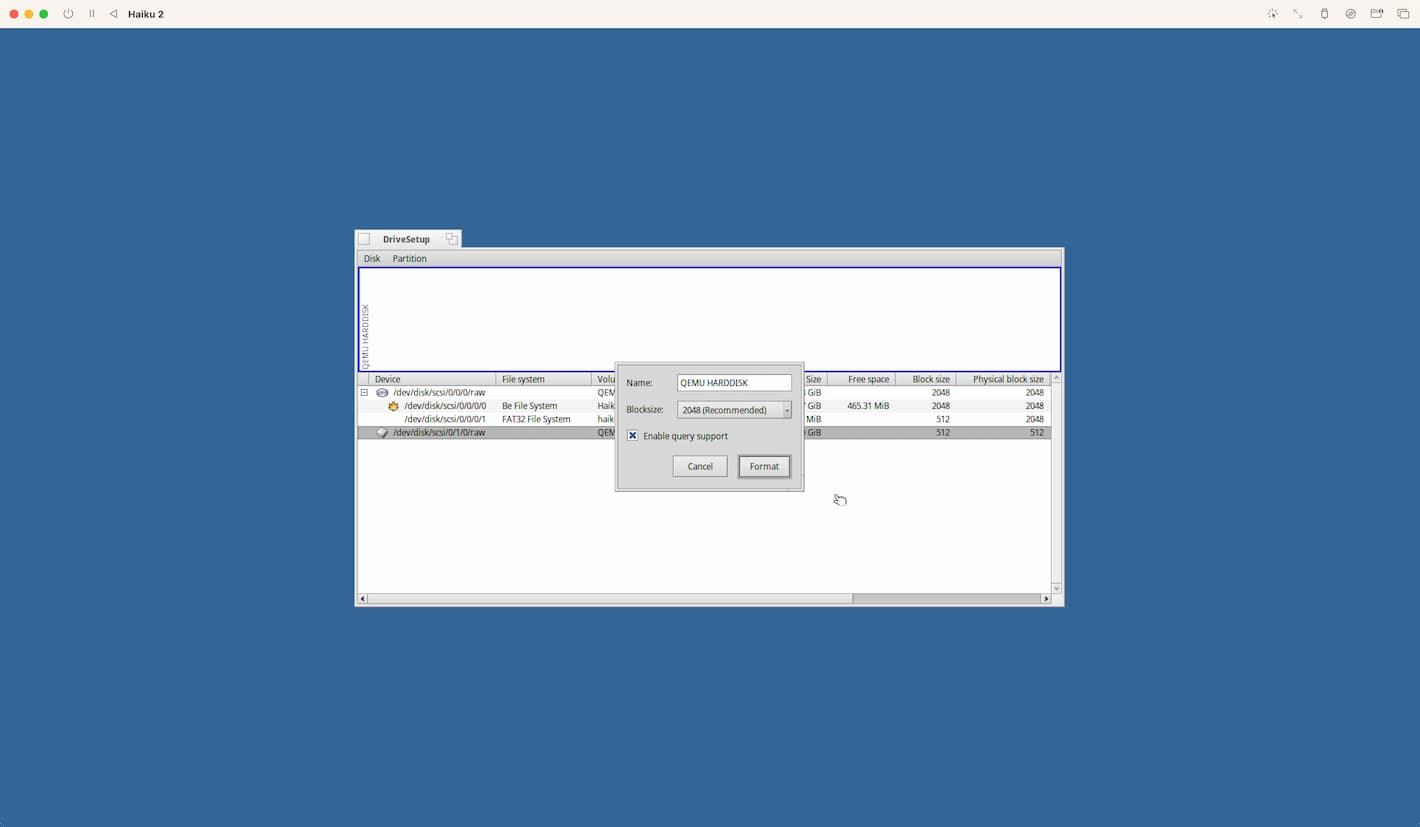 Haiku 2
DriveSetup
Disk Partition
QEMU HARDDISK
Device File system Volu Size Free space Block size Physical block size
/dev/disk/scsi/0/0/0/raw QEM GiB 2048 2048
/dev/disk/scsi/0/0/0/0 Be File System Haik GiB 465.31 MiB 2048 2048
/dev/disk/scsi/0/0/0/1 FAT32 File System haik MiB 512 2048
/dev/disk/scsi/0/1/0/raw QEM GiB 512 512
Name: QEMU HARDDISK
Blocksize: 2048 (Recommended)
Enable query support
Cancel Format